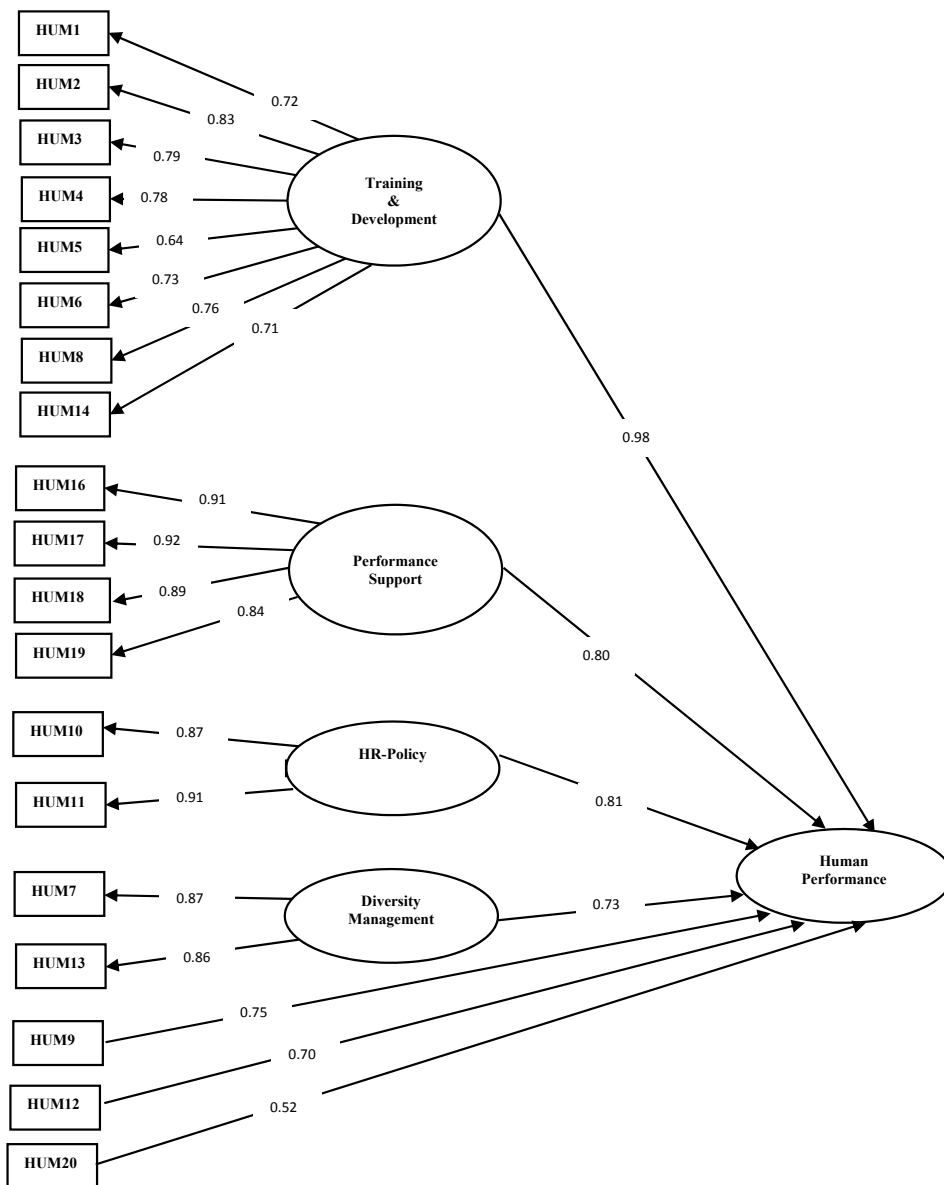 HUM1
0.72
HUM2
0.83
HUM3
0.79
Training
&
Development
HUM4
0.78
HUM5
0.64
HUM6
0.73
HUM8
0.76
HUM14
0.71
0.98
HUM16
0.91
HUM17
0.92
Performance
Support
HUM18
0.89
HUM19
0.84
0.80
HUM10
0.87
HR-Policy
HUM11
0.91
0.81
Human
Performance
HUM7
0.87
Diversity
Management
0.73
HUM13
0.86
HUM9
0.75
HUM12
0.70
HUM20
0.52